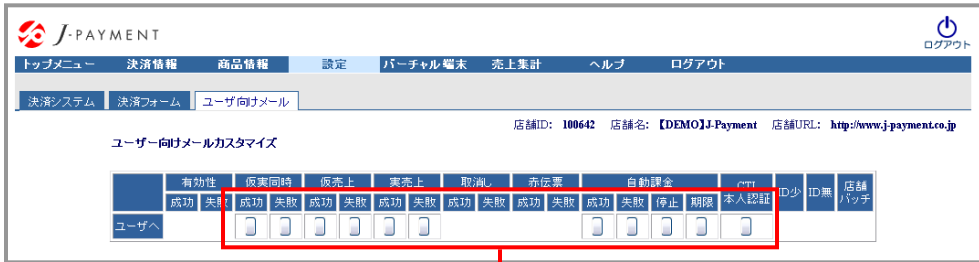 J-PAYMENT
ログアウト
トップメニュー 決済情報 商品情報 設定 バーチャル端末 売上集計 ヘルプ ログアウト
決済システム 決済フォーム ユーザ向けメール
店舗ID: 100642 店舗名: 【DEMO】J-Payment 店舗URL: http://www.j-payment.co.jp
ユーザー向けメールカスタマイズ
有効性 仮実同時 仮売上 実売上 取消し 赤伝票 自動課金 CTI 本人認証 ID少 ID無 店舗バッチ
成功 失敗 成功 失敗 成功 失敗 成功 失敗 成功 失敗 成功 失敗 成功 失敗 停止 期限
ユーザへ